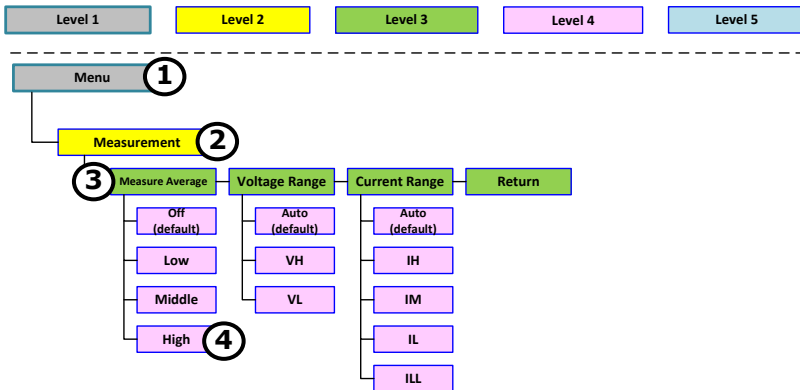 Level 1
Level 2
Level 3
Level 4
Level 5
Menu
1
Measurement
2
3
Measure Average
Voltage Range
Current Range
Return
Off
(default)
Auto
(default)
Auto
(default)
Low
VH
IH
Middle
VL
IM
High
4
IL
ILL